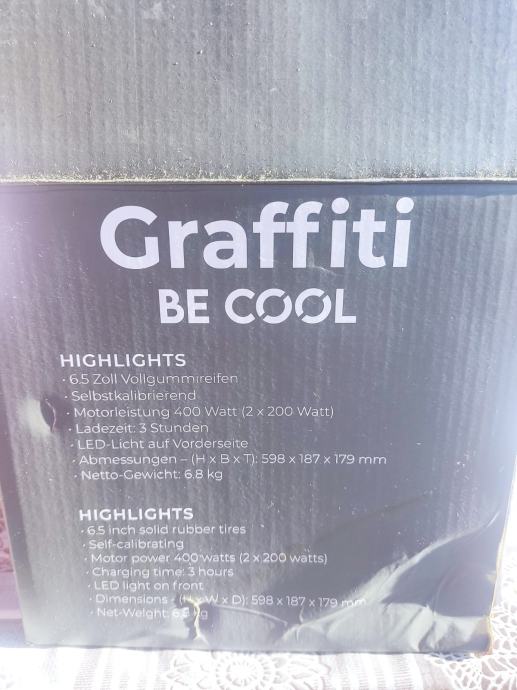 Graffiti
BE COOL
HIGHLIGHTS
· 6.5 Zoll Vollgummireifen
· Selbstkalibrierend
· Motorleistung 400 Watt (2 x 200 Watt)
· Ladezeit: 3 Stunden
· LED-Licht auf Vorderseite
· Abmessungen – (H x B x T): 598 x 187 x 179 mm
· Netto-Gewicht: 6.8 kg
HIGHLIGHTS
· 6.5 inch solid rubber tires
· Self-calibrating
· Motor power 400 watts (2 x 200 watts)
· Charging time: 3 hours
· LED light on front
· Dimensions - (H x W x D): 598 x 187 x 179 mm
· Net-Weight: 6.8 kg